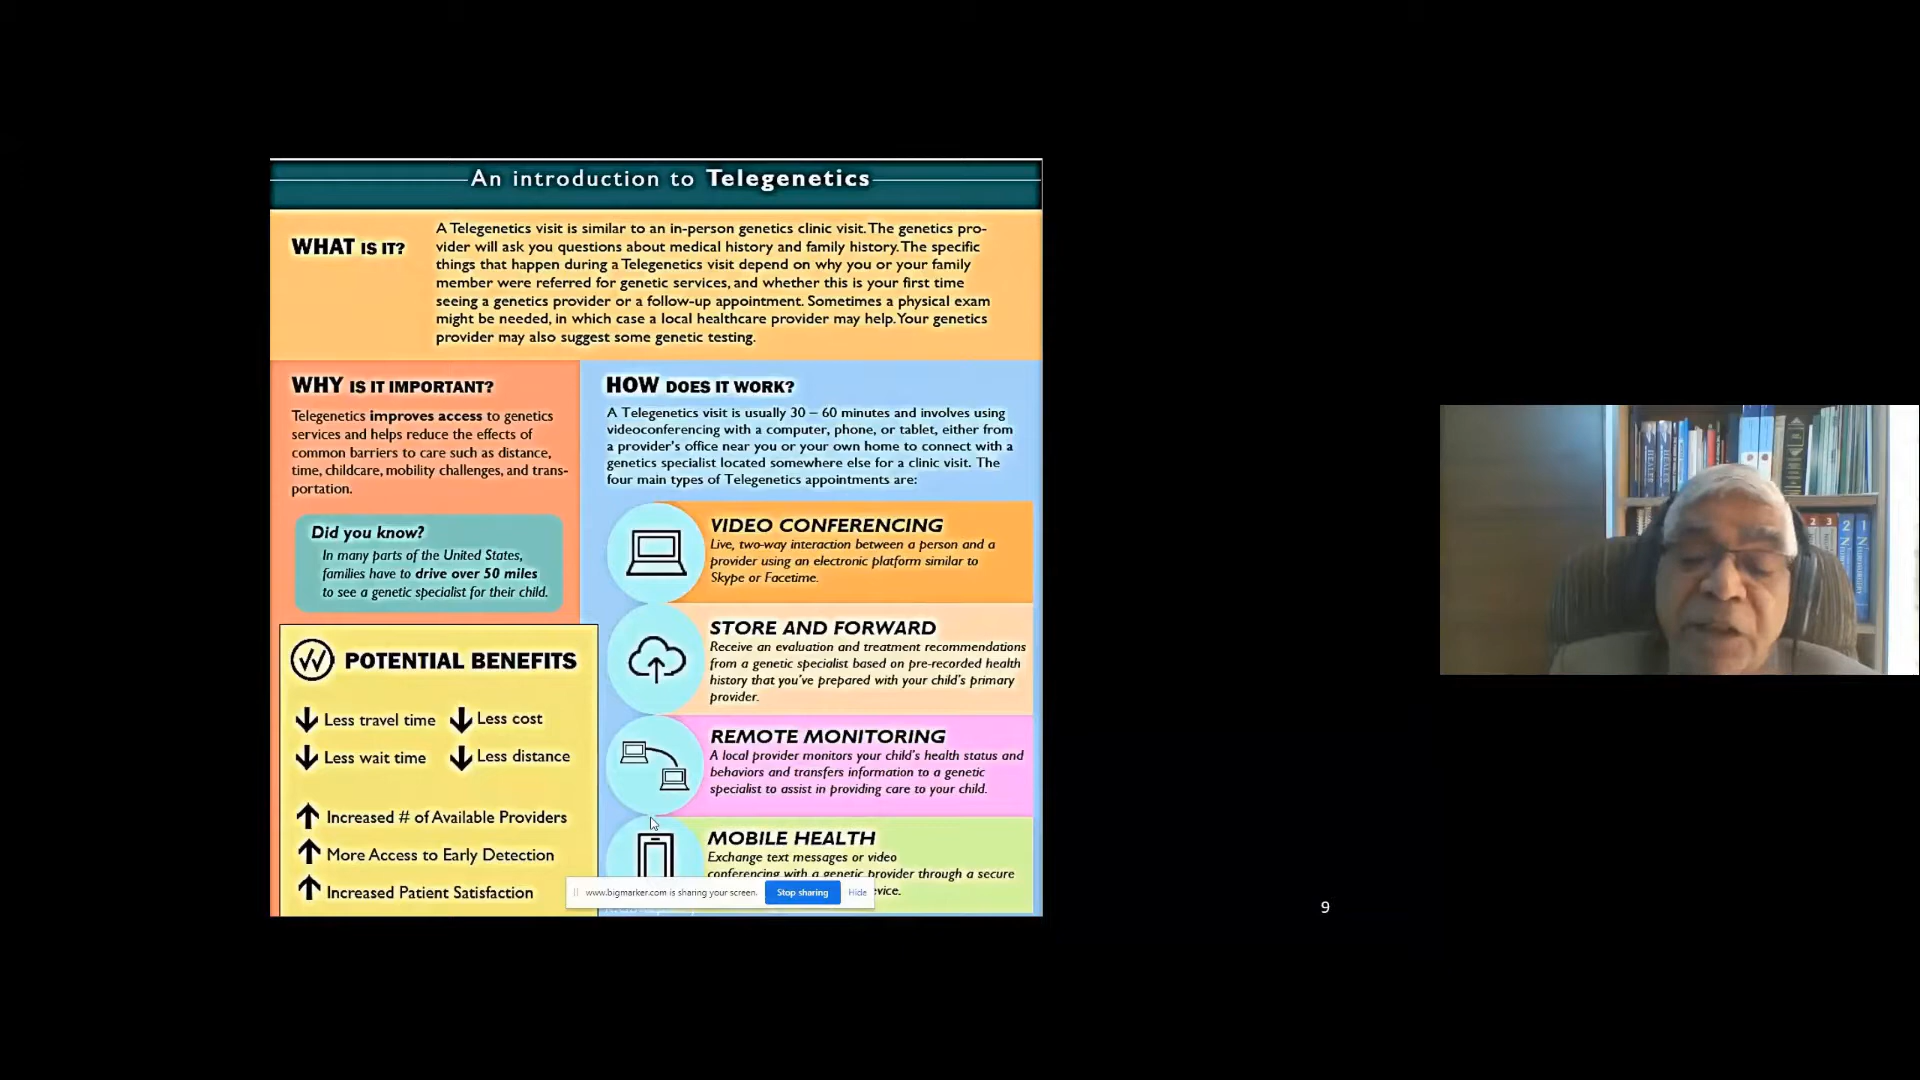 An introduction to Telegenetics
WHAT IS IT?
A Telegenetics visit is similar to an in-person genetics clinic visit. The genetics pro-
vider will ask you questions about medical history and family history. The specific
things that happen during a Telegenetics visit depend on why you or your family
member were referred for genetic services, and whether this is your first time
seeing a genetics provider or a follow-up appointment. Sometimes a physical exam
might be needed, in which case a local healthcare provider may help. Your genetics
provider may also suggest some genetic testing.
WHY IS IT IMPORTANT?
Telegenetics improves access to genetics
services and helps reduce the effects of
common barriers to care such as distance,
time, childcare, mobility challenges, and trans-
portation.
Did you know?
In many parts of the United States,
families have to drive over 50 miles
to see a genetic specialist for their child.
POTENTIAL BENEFITS
Less travel time
Less cost
Less wait time
Less distance
Increased # of Available Providers
More Access to Early Detection
Increased Patient Satisfaction
HOW DOES IT WORK?
A Telegenetics visit is usually 30 – 60 minutes and involves using
videoconferencing with a computer, phone, or tablet, either from
a provider's office near you or your own home to connect with a
genetics specialist located somewhere else for a clinic visit. The
four main types of Telegenetics appointments are:
VIDEO CONFERENCING
Live, two-way interaction between a person and a
provider using an electronic platform similar to
Skype or Facetime.
STORE AND FORWARD
Receive an evaluation and treatment recommendations
from a genetic specialist based on pre-recorded health
history that you've prepared with your child's primary
provider.
REMOTE MONITORING
A local provider monitors your child's health status and
behaviors and transfers information to a genetic
specialist to assist in providing care to your child.
MOBILE HEALTH
Exchange text messages or video
conferencing with a genetic provider through a secure
www.bigmarker.com is sharing your screen.
Stop sharing
Hide
9